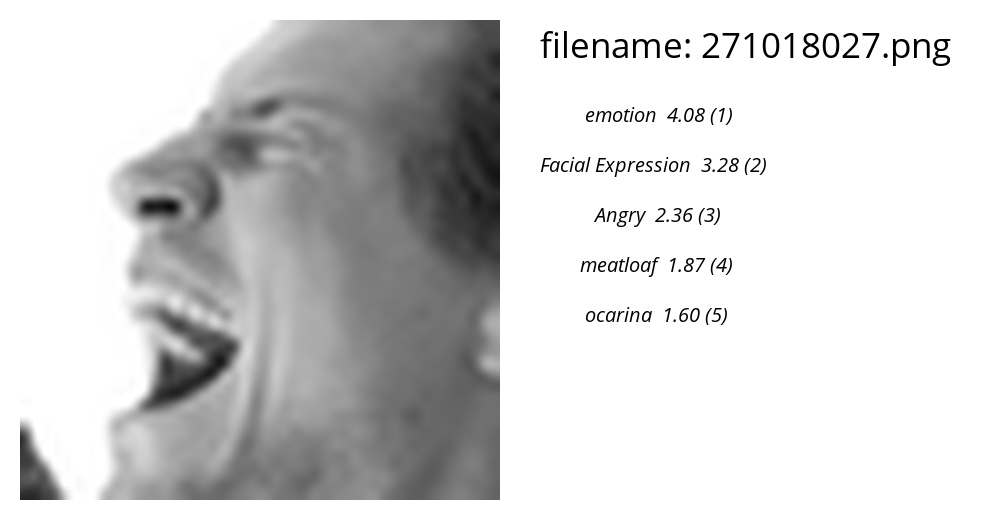 filename: 271018027.png
emotion 4.08 (1)
Facial Expression 3.28 (2)
Angry 2.36 (3)
meatloaf 1.87 (4)
ocarina 1.60 (5)